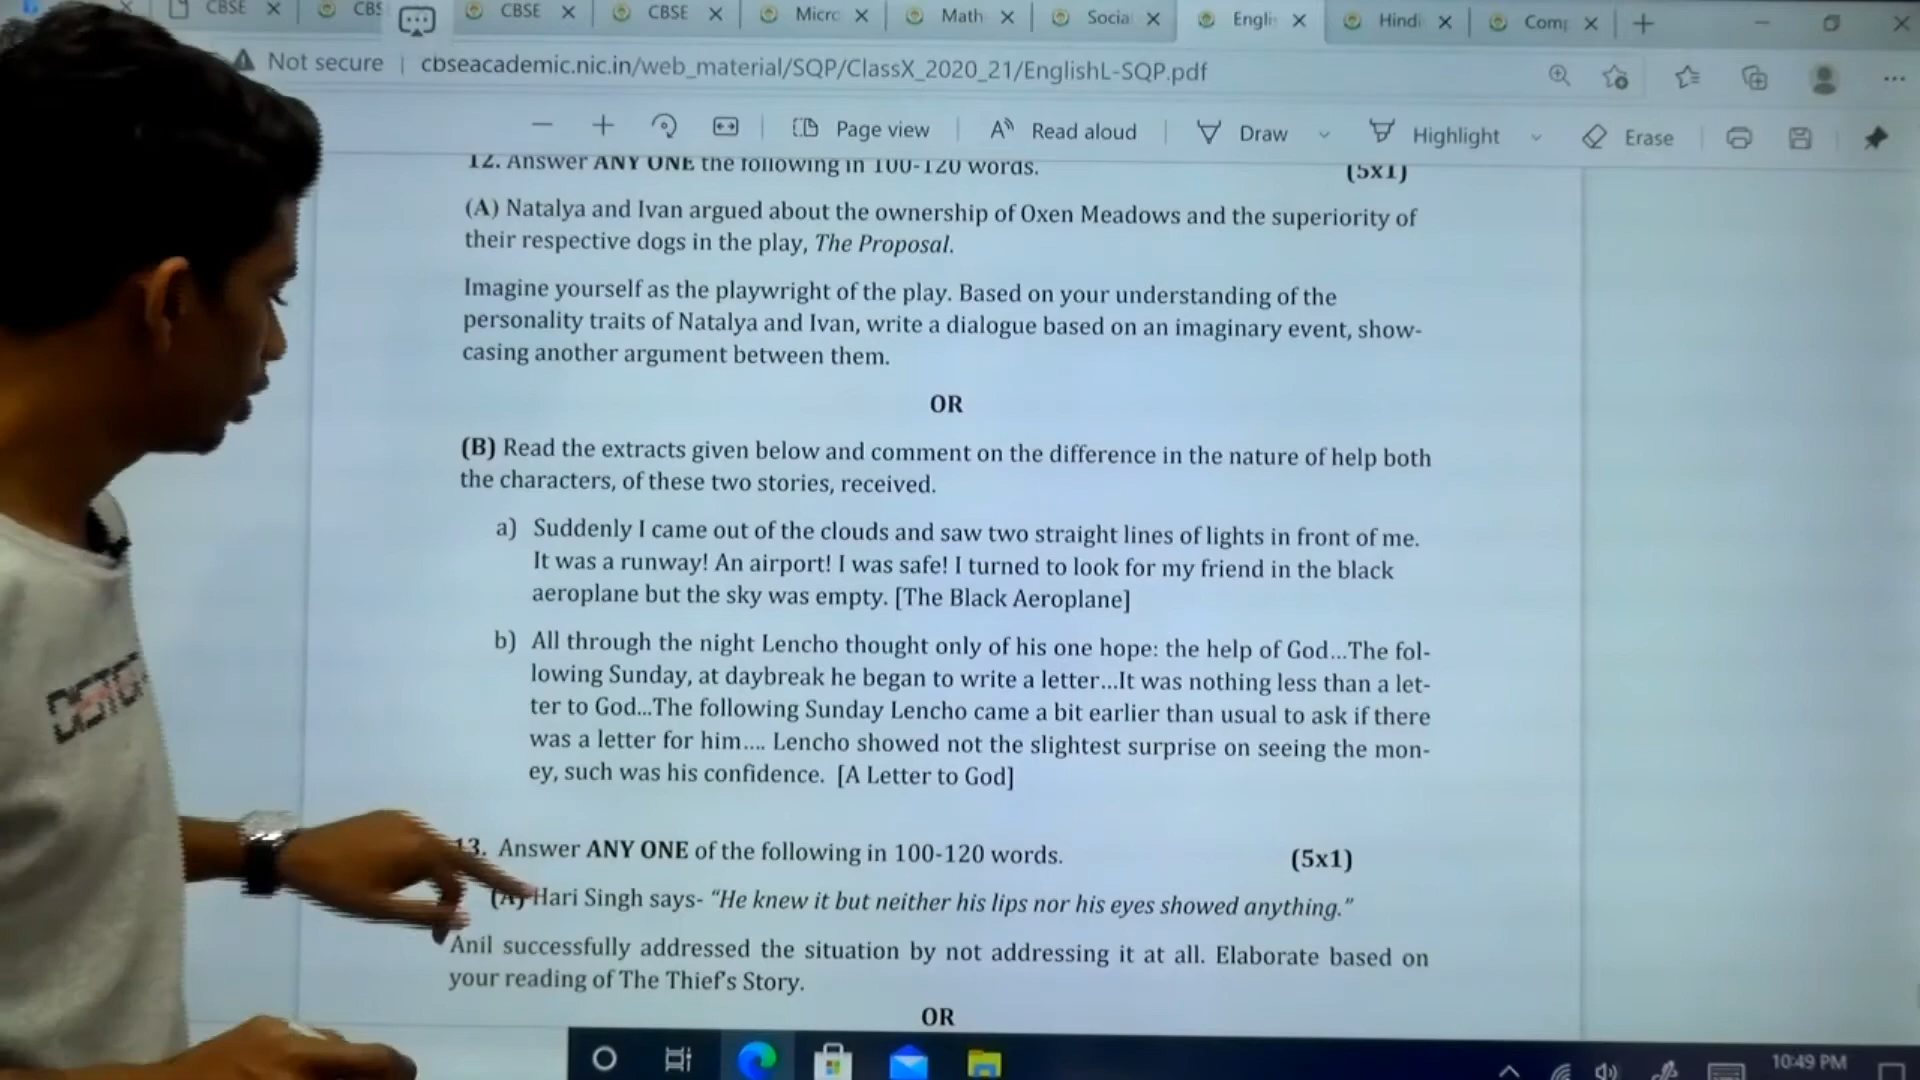 CBSE
CBSE
CBSE
Math
Hindi
Not secure | cbseacademic.nic.in/web_material/SQP/ClassX_2020_21/EnglishL-SQP.pdf
Page view
Read aloud
Draw
Highlight
Erase
12. Answer ANY ONE the following in 100-120 words. (5x1)
(A) Natalya and Ivan argued about the ownership of Oxen Meadows and the superiority of
their respective dogs in the play, The Proposal.
Imagine yourself as the playwright of the play. Based on your understanding of the
personality traits of Natalya and Ivan, write a dialogue based on an imaginary event, show-
casing another argument between them.
OR
(B) Read the extracts given below and comment on the difference in the nature of help both
the characters, of these two stories, received.
a) Suddenly I came out of the clouds and saw two straight lines of lights in front of me.
It was a runway! An airport! I was safe! I turned to look for my friend in the black
aeroplane but the sky was empty. [The Black Aeroplane]
b) All through the night Lencho thought only of his one hope: the help of God...The fol-
lowing Sunday, at daybreak he began to write a letter...It was nothing less than a let-
ter to God...The following Sunday Lencho came a bit earlier than usual to ask if there
was a letter for him.... Lencho showed not the slightest surprise on seeing the mon-
ey, such was his confidence. [A Letter to God]
13. Answer ANY ONE of the following in 100-120 words. (5x1)
(A) Hari Singh says- “He knew it but neither his lips nor his eyes showed anything.”
Anil successfully addressed the situation by not addressing it at all. Elaborate based on
your reading of The Thief's Story.
OR
10:49 PM